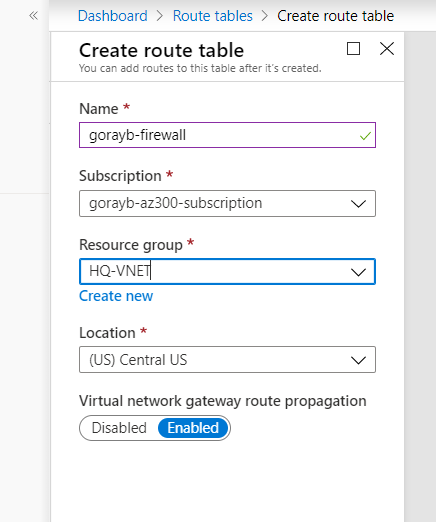 « Dashboard > Route tables > Create route table
Create route table
You can add routes to this table after it's created.
Name *
gorayb-firewall
Subscription *
gorayb-az300-subscription
Resource group *
HQ-VNET
Create new
Location *
(US) Central US
Virtual network gateway route propagation
Disabled Enabled